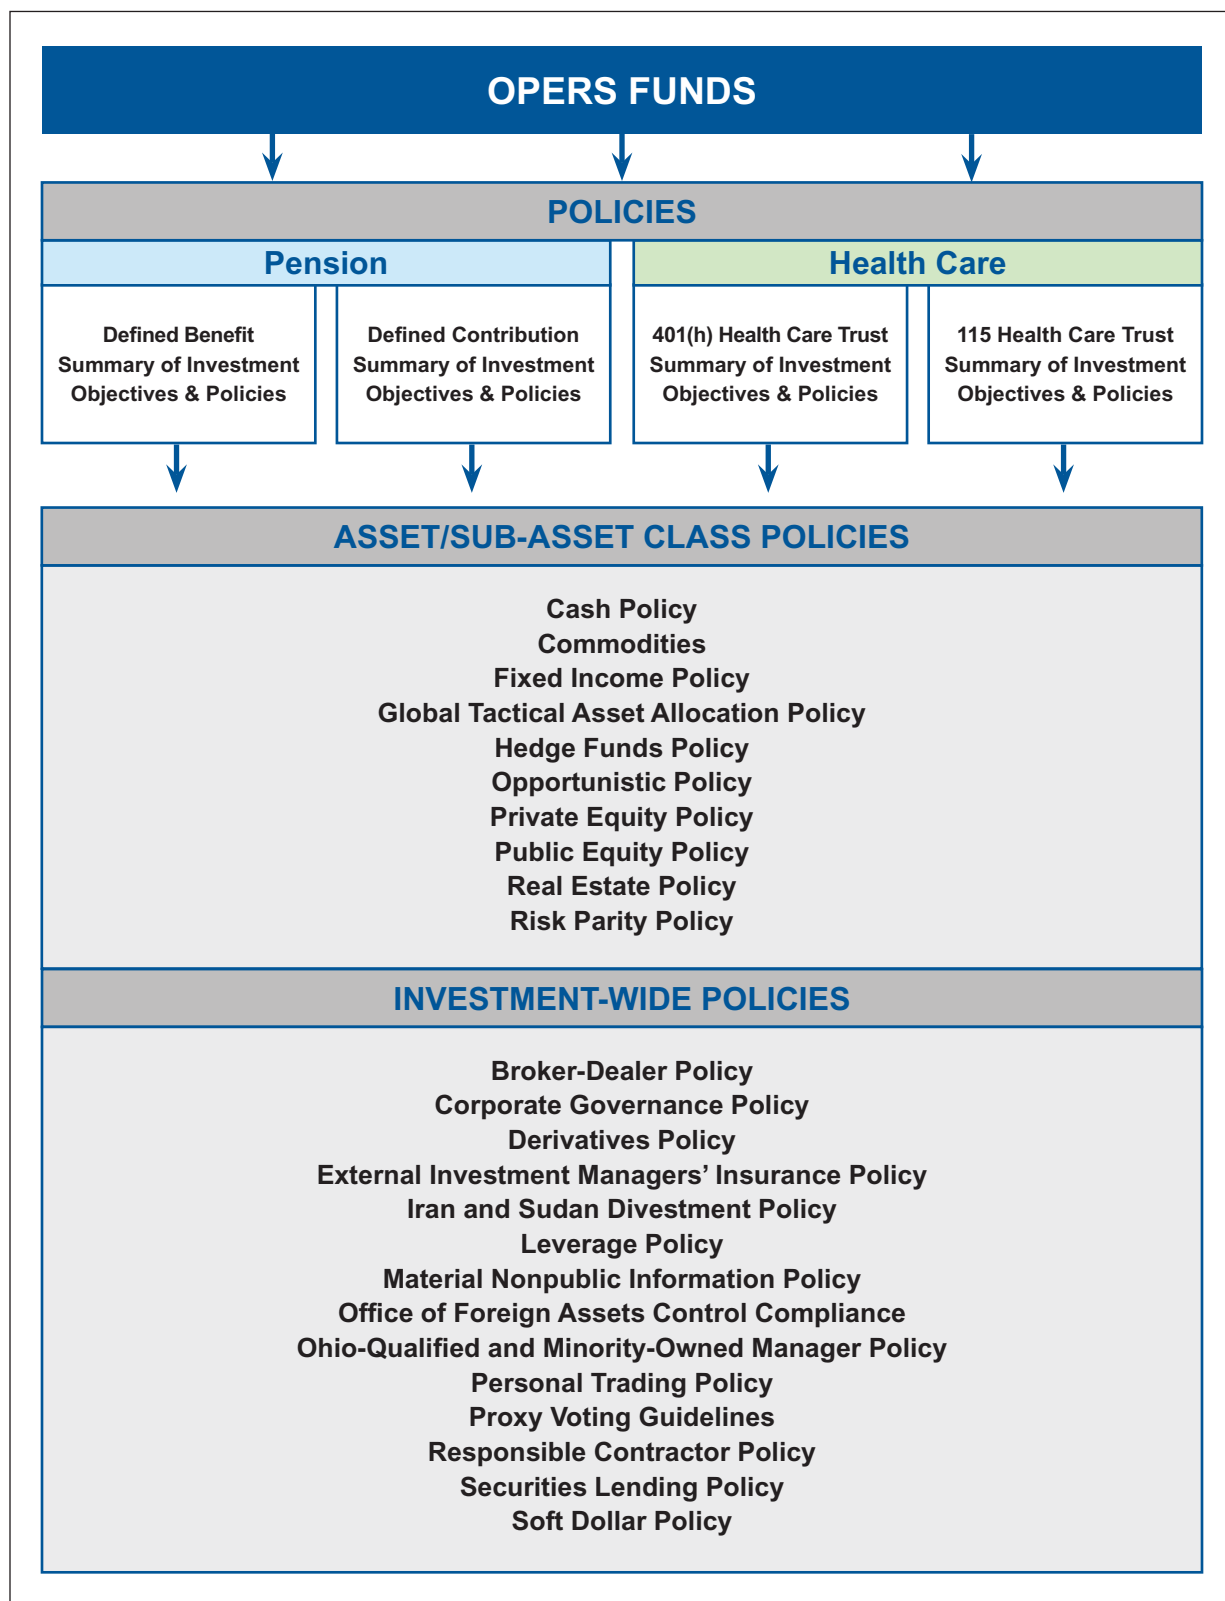 OPERS FUNDS
POLICIES
Pension
Health Care
Defined Benefit
Summary of Investment
Objectives & Policies
Defined Contribution
Summary of Investment
Objectives & Policies
401(h) Health Care Trust
Summary of Investment
Objectives & Policies
115 Health Care Trust
Summary of Investment
Objectives & Policies
ASSET/SUB-ASSET CLASS POLICIES
Cash Policy
Commodities
Fixed Income Policy
Global Tactical Asset Allocation Policy
Hedge Funds Policy
Opportunistic Policy
Private Equity Policy
Public Equity Policy
Real Estate Policy
Risk Parity Policy
INVESTMENT-WIDE POLICIES
Broker-Dealer Policy
Corporate Governance Policy
Derivatives Policy
External Investment Managers’ Insurance Policy
Iran and Sudan Divestment Policy
Leverage Policy
Material Nonpublic Information Policy
Office of Foreign Assets Control Compliance
Ohio-Qualified and Minority-Owned Manager Policy
Personal Trading Policy
Proxy Voting Guidelines
Responsible Contractor Policy
Securities Lending Policy
Soft Dollar Policy